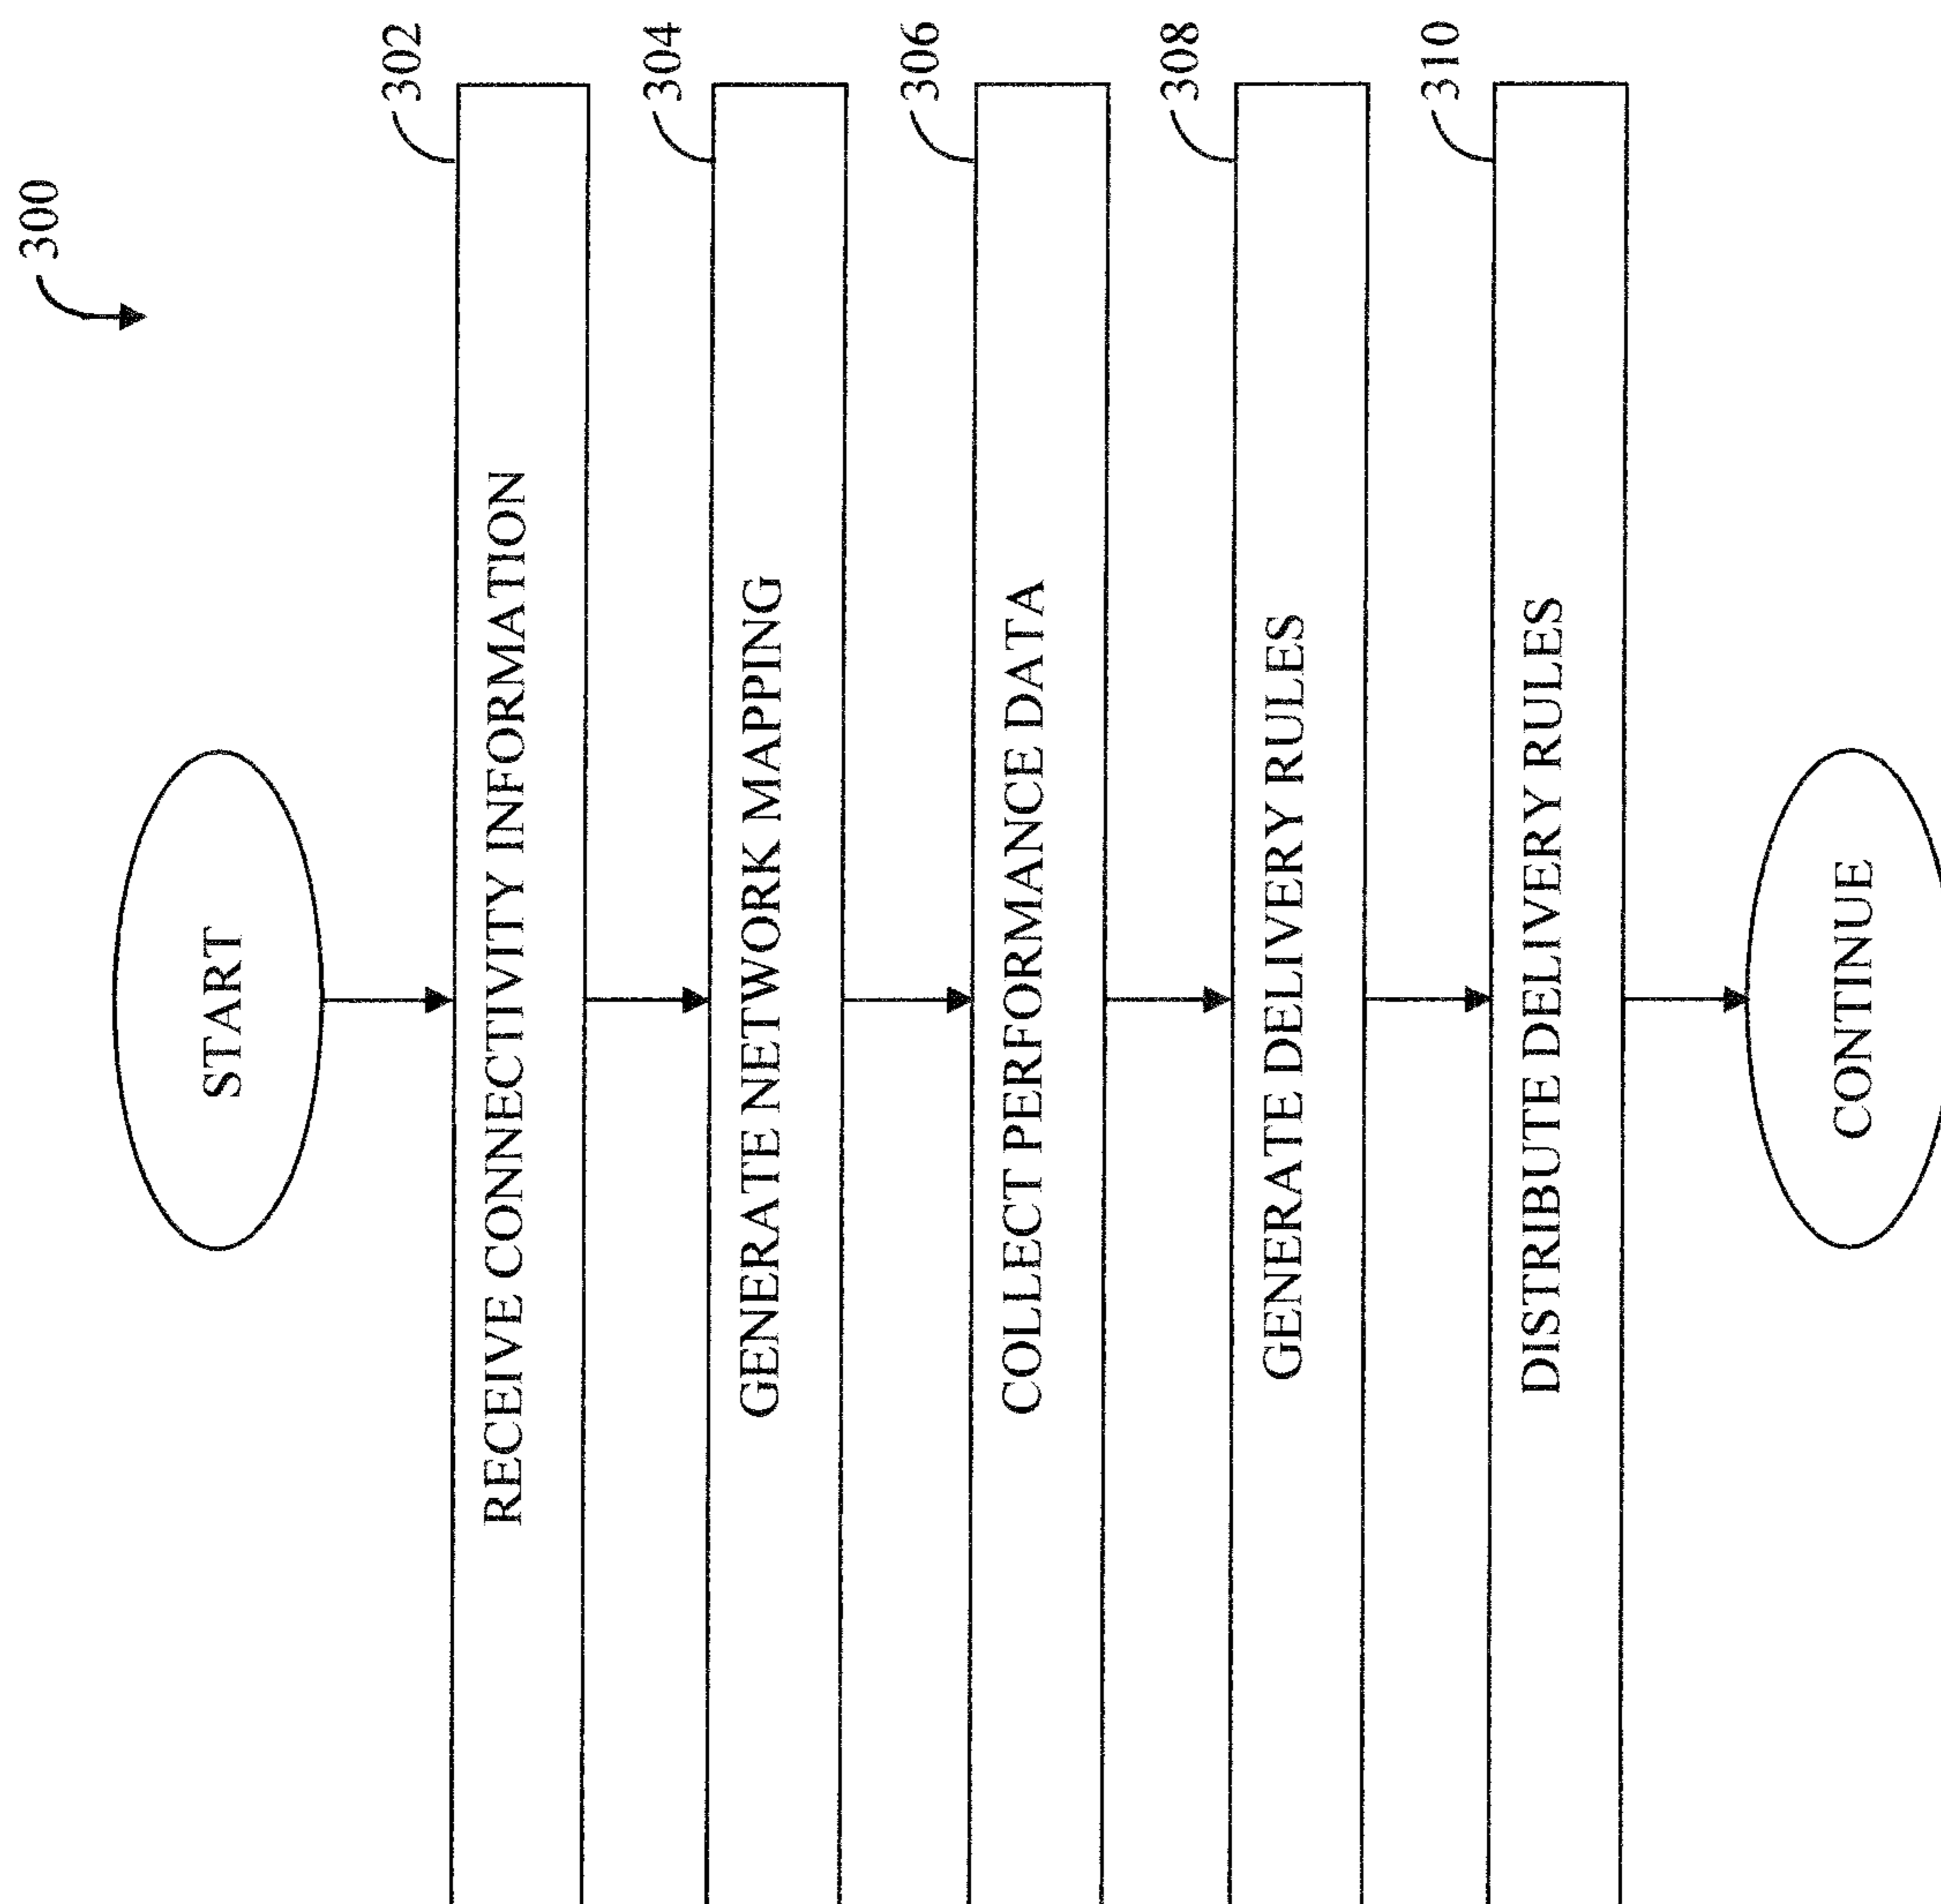 300
START
302
RECEIVE CONNECTIVITY INFORMATION
304
GENERATE NETWORK MAPPING
306
COLLECT PERFORMANCE DATA
308
GENERATE DELIVERY RULES
310
DISTRIBUTE DELIVERY RULES
CONTINUE